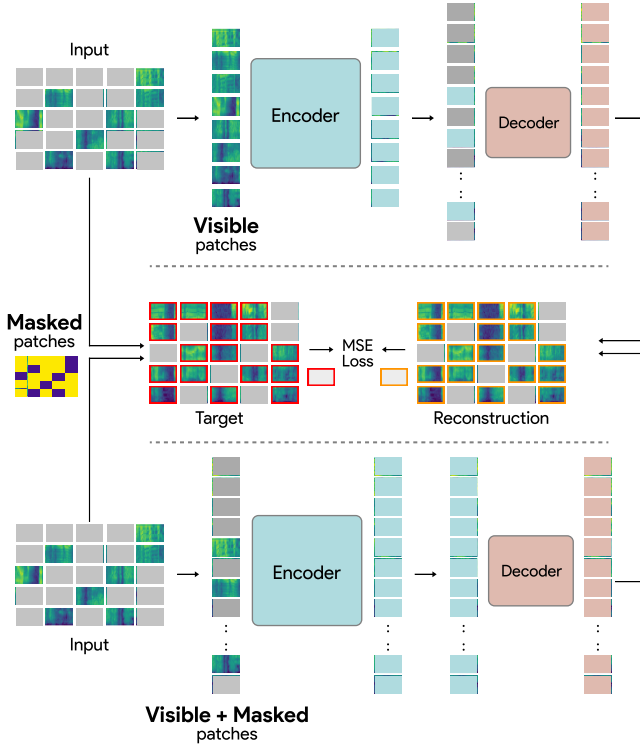 Input
Encoder
Decoder
Visible
patches
Masked
patches
MSE
Loss
Target
Reconstruction
Input
Encoder
Decoder
Visible + Masked
patches